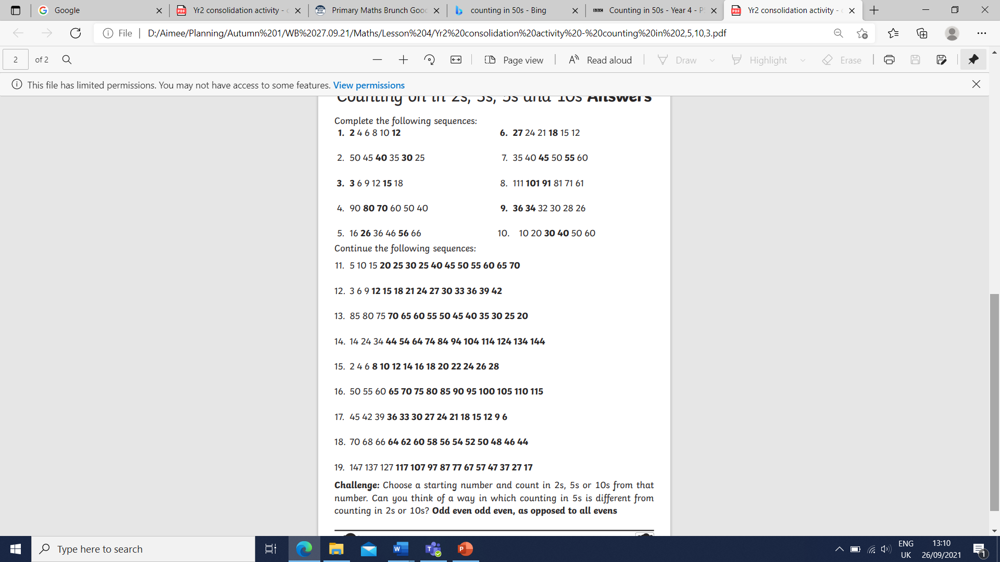 Google
Yr2 consolidation activity - c
Primary Maths Brunch Good
counting in 50s - Bing
BBC Counting in 50s - Year 4 - P5
Yr2 consolidation activity - c
File D:/Aimee/Planning/Autumn%201/WB%2027.09.21/Maths/Lesson%204/Yr2%20consolidation%20activity%20-%20counting%20in%202,5,10,3.pdf
2 of 2 Page view Read aloud Draw Highlight Erase
This file has limited permissions. You may not have access to some features. View permissions
Counting on in 2s, 3s, 5s and 10s Answers
Complete the following sequences:
1. 2 4 6 8 10 12
6. 27 24 21 18 15 12
2. 50 45 40 35 30 25
7. 35 40 45 50 55 60
3. 3 6 9 12 15 18
8. 111 101 91 81 71 61
4. 90 80 70 60 50 40
9. 36 34 32 30 28 26
5. 16 26 36 46 56 66
10. 10 20 30 40 50 60
Continue the following sequences:
11. 5 10 15 20 25 30 25 40 45 50 55 60 65 70
12. 3 6 9 12 15 18 21 24 27 30 33 36 39 42
13. 85 80 75 70 65 60 55 50 45 40 35 30 25 20
14. 14 24 34 44 54 64 74 84 94 104 114 124 134 144
15. 2 4 6 8 10 12 14 16 18 20 22 24 26 28
16. 50 55 60 65 70 75 80 85 90 95 100 105 110 115
17. 45 42 39 36 33 30 27 24 21 18 15 12 9 6
18. 70 68 66 64 62 60 58 56 54 52 50 48 46 44
19. 147 137 127 117 107 97 87 77 67 57 47 37 27 17
Challenge: Choose a starting number and count in 2s, 5s or 10s from that
number. Can you think of a way in which counting in 5s is different from
counting in 2s or 10s? Odd even odd even, as opposed to all evens
Type here to search
ENG
UK
13:10
26/09/2021
1